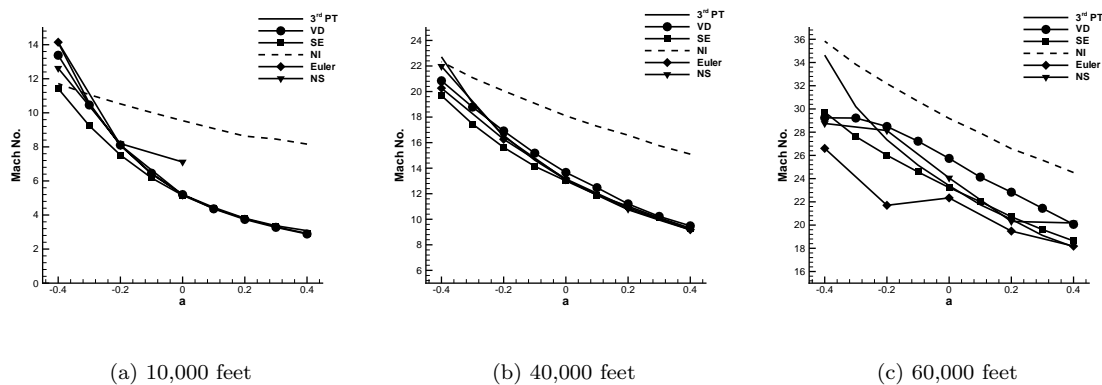 3rd PT
VD
SE
NI
Euler
NS
Mach No.
14
12
10
8
6
4
2
0
-0.4
-0.2
0
0.2
0.4
a
(a) 10,000 feet
3rd PT
VD
SE
NI
Euler
NS
Mach No.
24
22
20
18
16
14
12
10
8
6
-0.4
-0.2
0
0.2
0.4
a
(b) 40,000 feet
3rd PT
VD
SE
NI
Euler
NS
Mach No.
36
34
32
30
28
26
24
22
20
18
16
-0.4
-0.2
0
0.2
0.4
a
(c) 60,000 feet